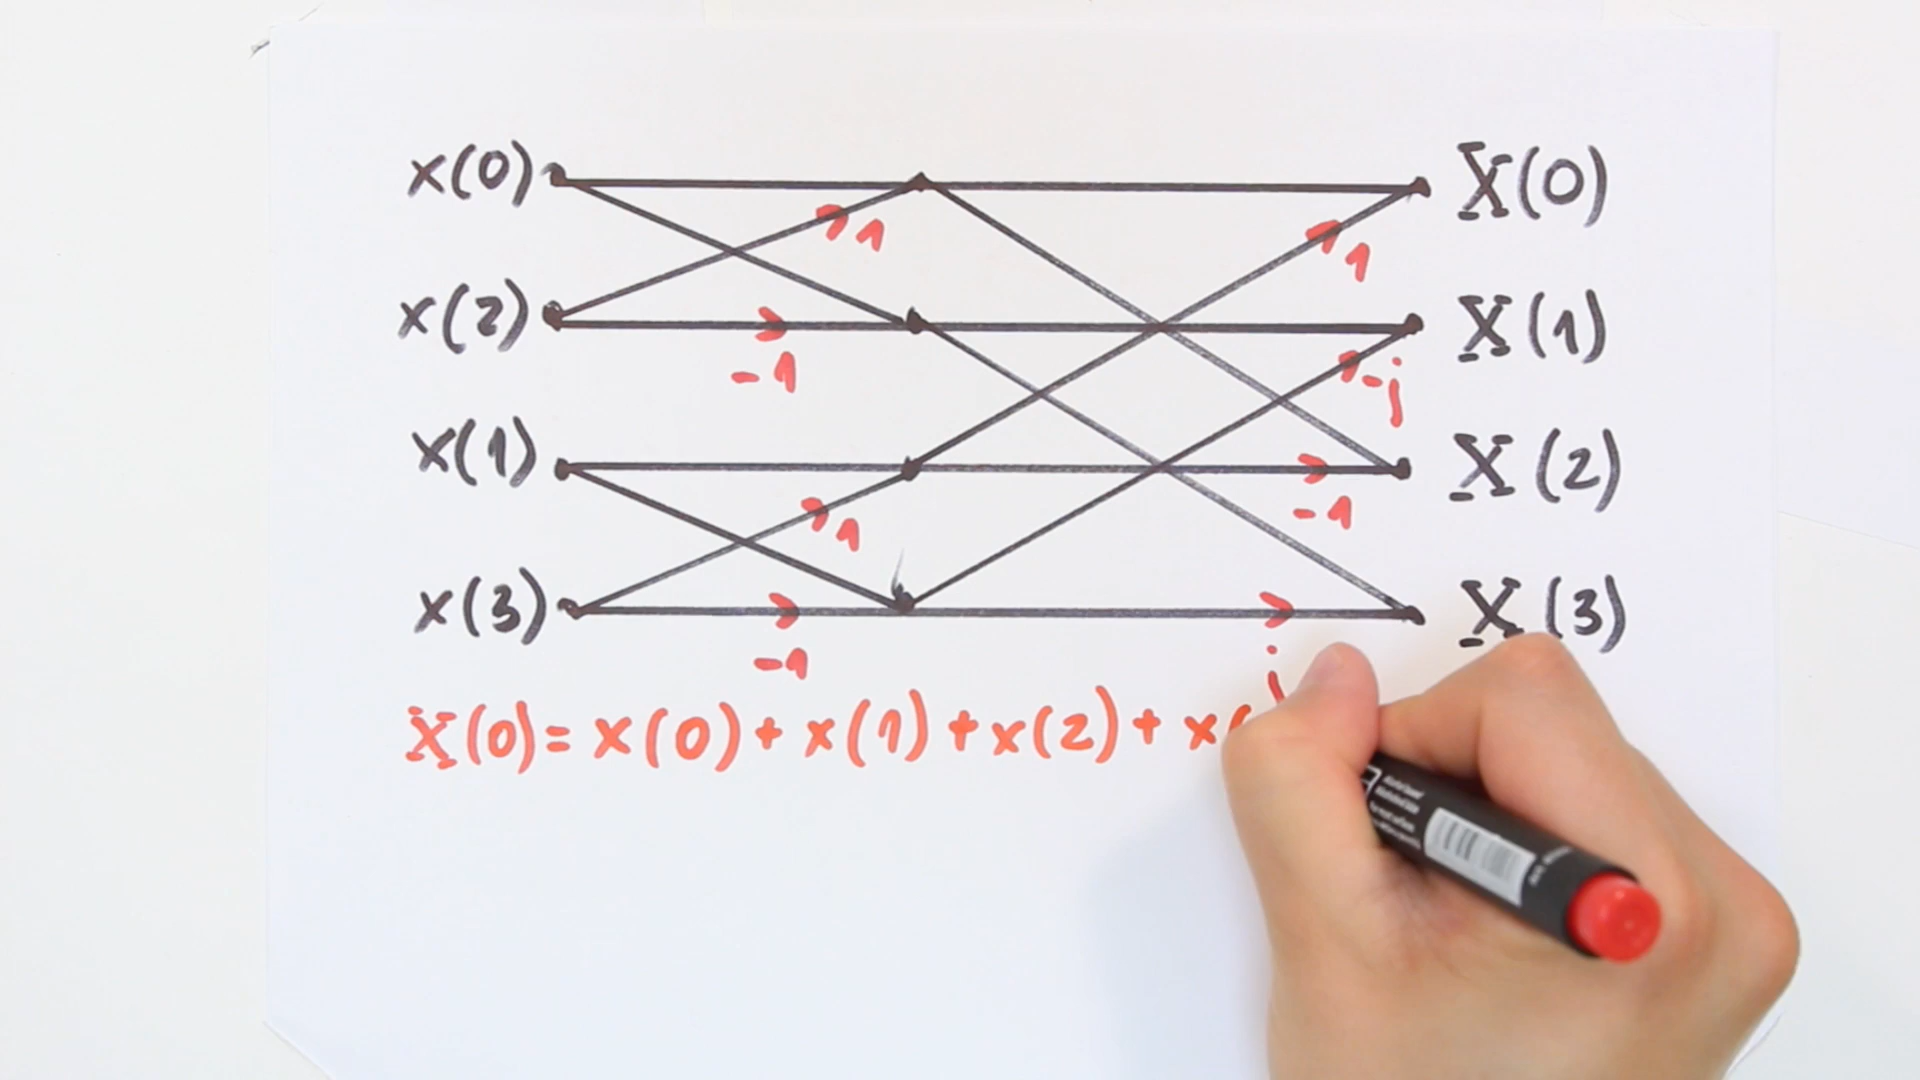 x(0) X(0)
1 1
x(2) X(1)
-1 -j
x(1) X(2)
1 -1
x(3) X(3)
-1 j
X(0) = x(0) + x(1) + x(2) + x(